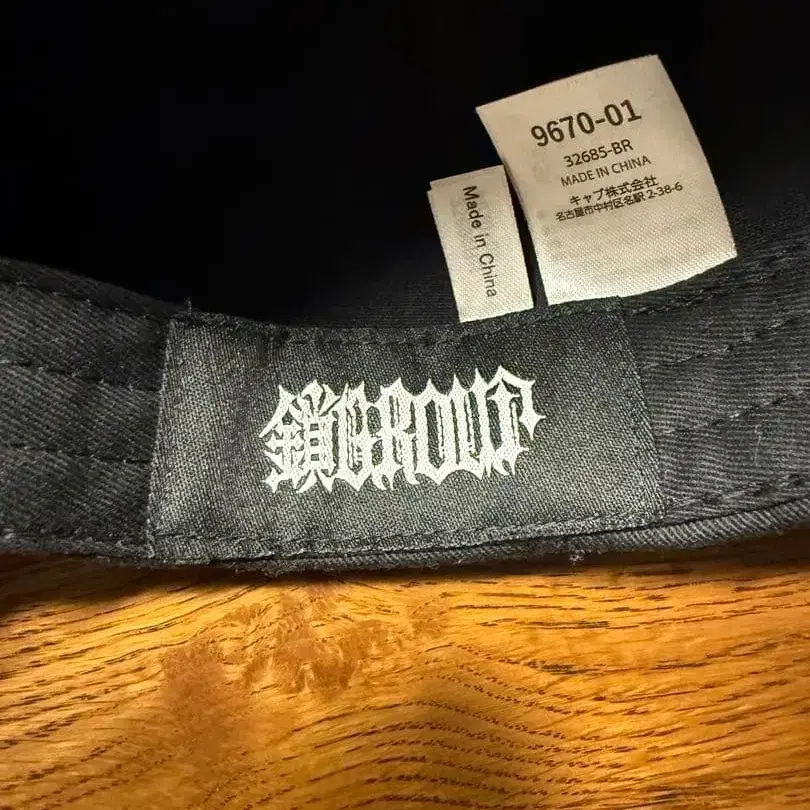 9670-01
32685-BR
MADE IN CHINA
キャブ株式会社
名古屋市中村区名駅 2-38-6
Made in China
鎖GROUP